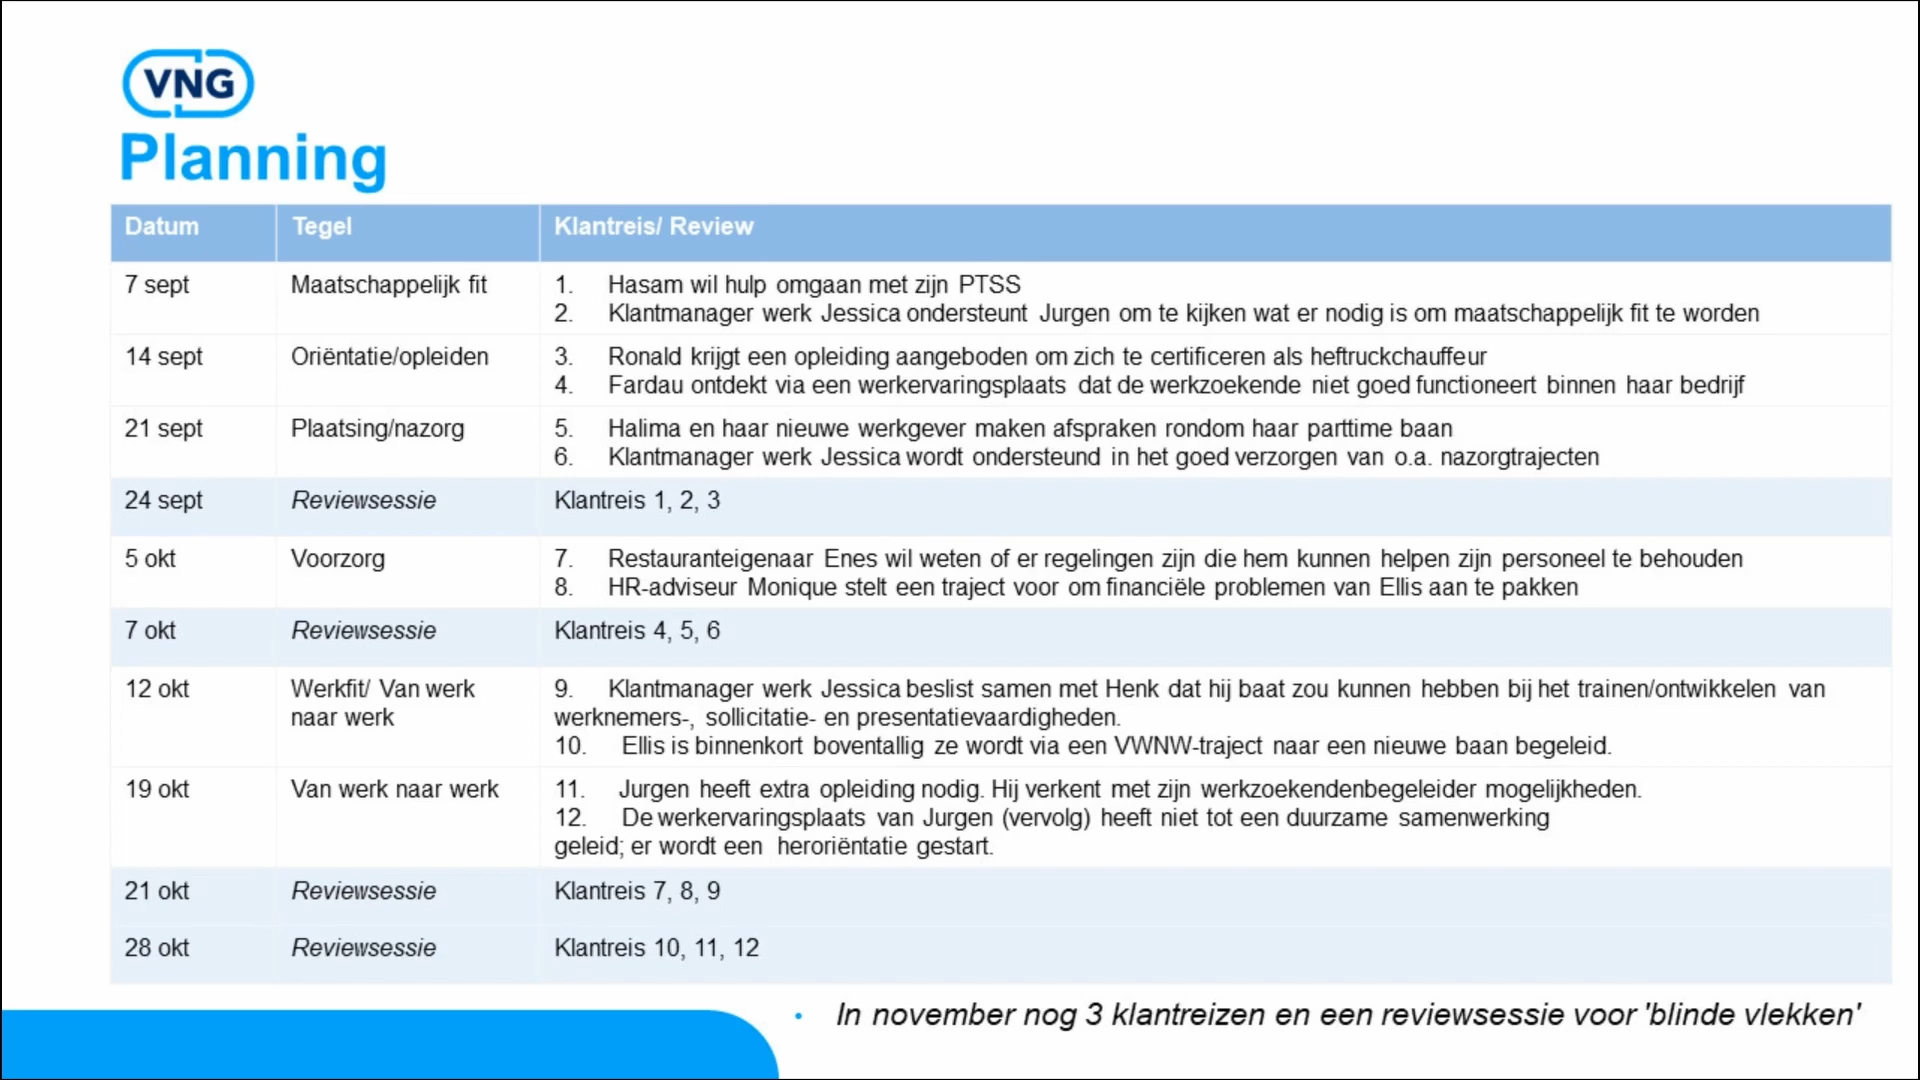 VNG
Planning
Datum Tegel Klantreis/ Review
7 sept Maatschappelijk fit 1. Hasam wil hulp omgaan met zijn PTSS
2. Klantmanager werk Jessica ondersteunt Jurgen om te kijken wat er nodig is om maatschappelijk fit te worden
14 sept Oriëntatie/opleiden 3. Ronald krijgt een opleiding aangeboden om zich te certificeren als heftruckchauffeur
4. Fardau ontdekt via een werkervaringsplaats dat de werkzoekende niet goed functioneert binnen haar bedrijf
21 sept Plaatsing/nazorg 5. Halima en haar nieuwe werkgever maken afspraken rondom haar parttime baan
6. Klantmanager werk Jessica wordt ondersteund in het goed verzorgen van o.a. nazorgtrajecten
24 sept Reviewsessie Klantreis 1, 2, 3
5 okt Voorzorg 7. Restauranteigenaar Enes wil weten of er regelingen zijn die hem kunnen helpen zijn personeel te behouden
8. HR-adviseur Monique stelt een traject voor om financiële problemen van Ellis aan te pakken
7 okt Reviewsessie Klantreis 4, 5, 6
12 okt Werkfit/ Van werk 9. Klantmanager werk Jessica beslist samen met Henk dat hij baat zou kunnen hebben bij het trainen/ontwikkelen van
naar werk werknemers-, sollicitatie- en presentatievaardigheden.
10. Ellis is binnenkort boventallig ze wordt via een VWNW-traject naar een nieuwe baan begeleid.
19 okt Van werk naar werk 11. Jurgen heeft extra opleiding nodig. Hij verkent met zijn werkzoekendenbegeleider mogelijkheden.
12. De werkervaringsplaats van Jurgen (vervolg) heeft niet tot een duurzame samenwerking
geleid; er wordt een heroriëntatie gestart.
21 okt Reviewsessie Klantreis 7, 8, 9
28 okt Reviewsessie Klantreis 10, 11, 12
• In november nog 3 klantreizen en een reviewsessie voor 'blinde vlekken'